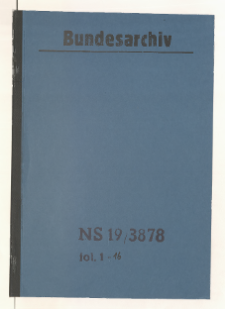 Bundesarchiv
NS 19/3878
fol. 1-16